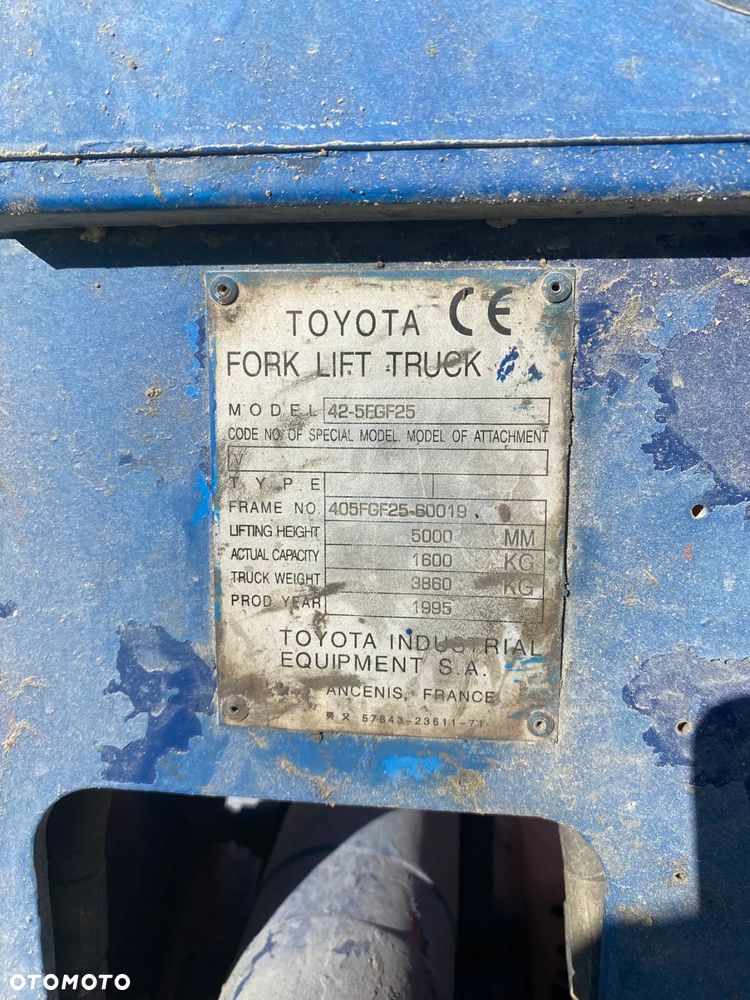 TOYOTA CE
FORK LIFT TRUCK
MODEL 42-5FGF25
CODE NO. OF SPECIAL MODEL. MODEL OF ATTACHMENT
V
TYPE
FRAME NO. 405FGF25-60019
LIFTING HEIGHT 5000 MM
ACTUAL CAPACITY 1600 KG
TRUCK WEIGHT 3860 KG
PROD YEAR 1995
TOYOTA INDUSTRIAL
EQUIPMENT S.A.
ANCENIS, FRANCE
57843-23611-71
OTOMOTO